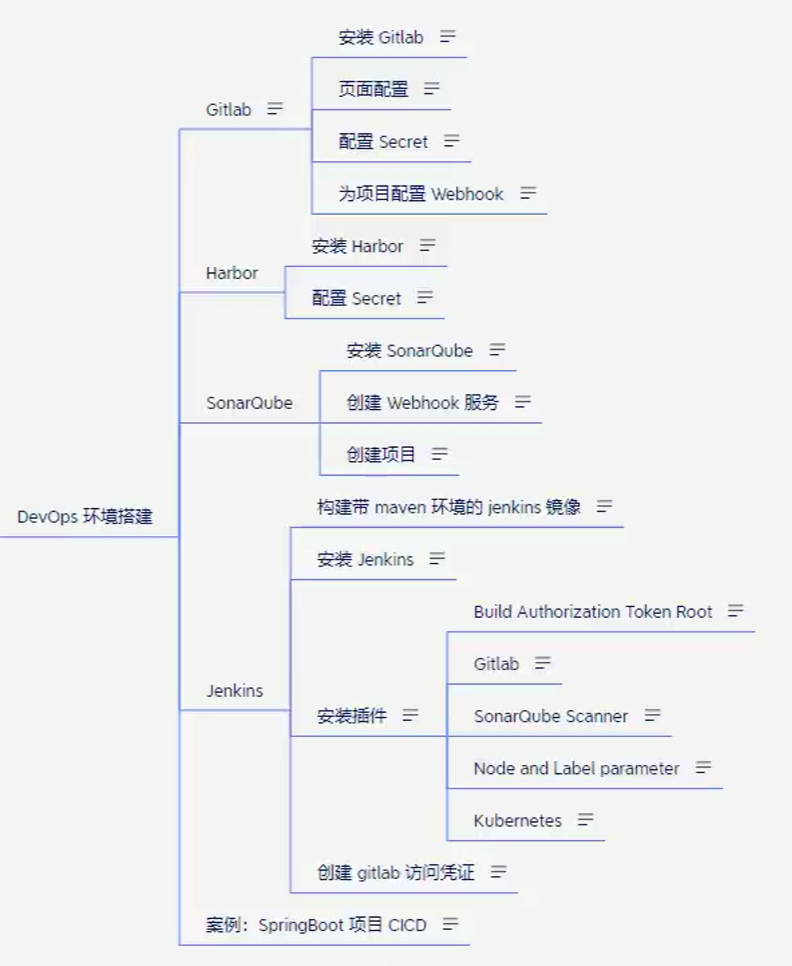 安装 Gitlab
页面配置
Gitlab
配置 Secret
为项目配置 Webhook
安装 Harbor
Harbor
配置 Secret
安装 SonarQube
SonarQube
创建 Webhook 服务
创建项目
DevOps 环境搭建
构建带 maven 环境的 jenkins 镜像
安装 Jenkins
Build Authorization Token Root
Gitlab
Jenkins
安装插件
SonarQube Scanner
Node and Label parameter
Kubernetes
创建 gitlab 访问凭证
案例：SpringBoot 项目 CICD